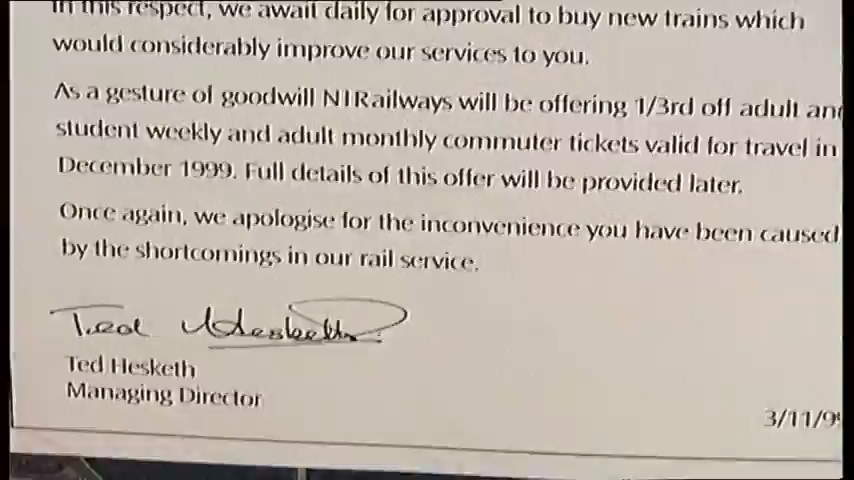 In this respect, we await daily for approval to buy new trains which
would considerably improve our services to you.
As a gesture of goodwill NIRailways will be offering 1/3rd off adult and
student weekly and adult monthly commuter tickets valid for travel in
December 1999. Full details of this offer will be provided later.
Once again, we apologise for the inconvenience you have been caused
by the shortcomings in our rail service.
Ted Hesketh
Ted Hesketh
Managing Director
3/11/99